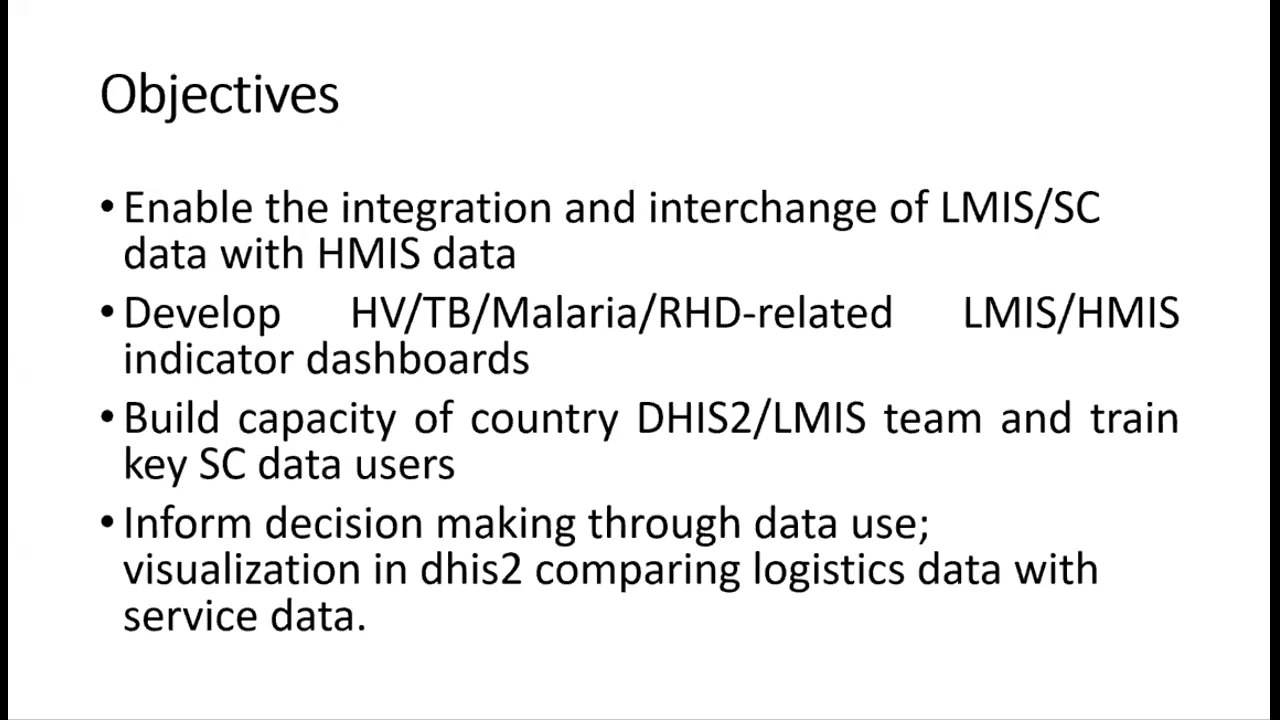 Objectives
• Enable the integration and interchange of LMIS/SC
data with HMIS data
• Develop HV/TB/Malaria/RHD-related LMIS/HMIS
indicator dashboards
• Build capacity of country DHIS2/LMIS team and train
key SC data users
• Inform decision making through data use;
visualization in dhis2 comparing logistics data with
service data.